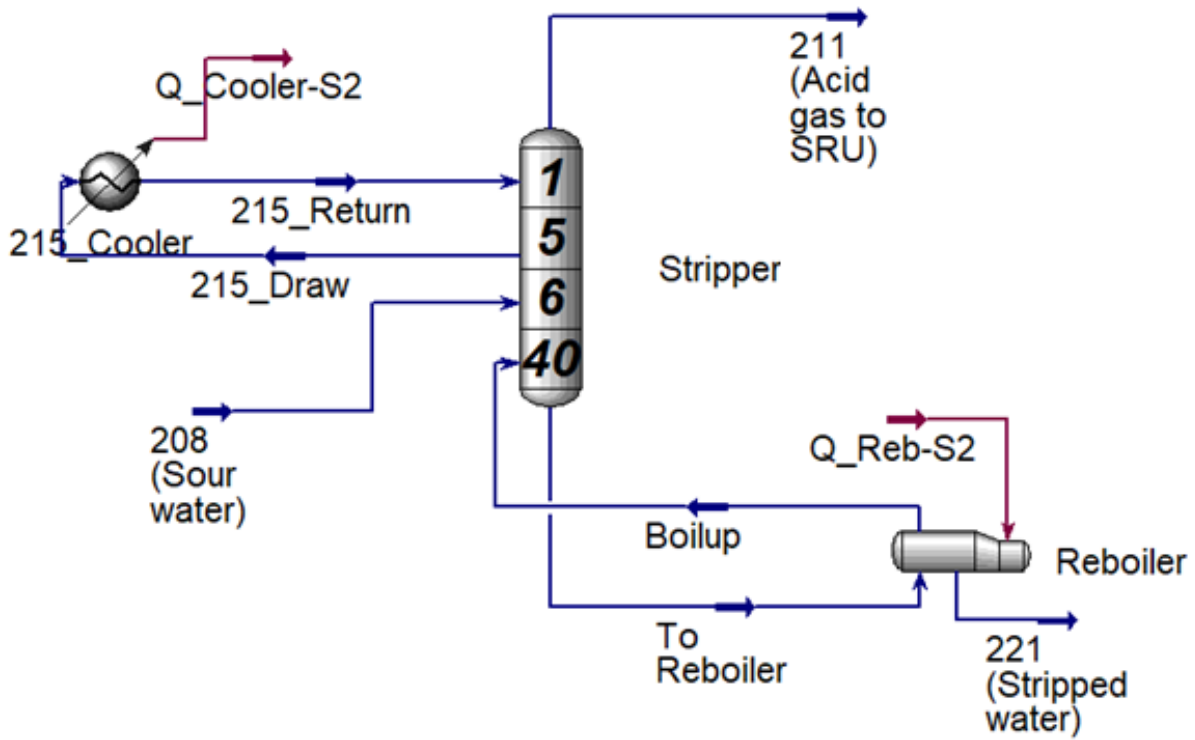 211
(Acid
gas to
SRU)
Q_Cooler-S2
1
215_Return
215_Cooler
5
215_Draw
Stripper
6
40
208
(Sour
water)
Q_Reb-S2
Boilup
Reboiler
To
Reboiler
221
(Stripped
water)